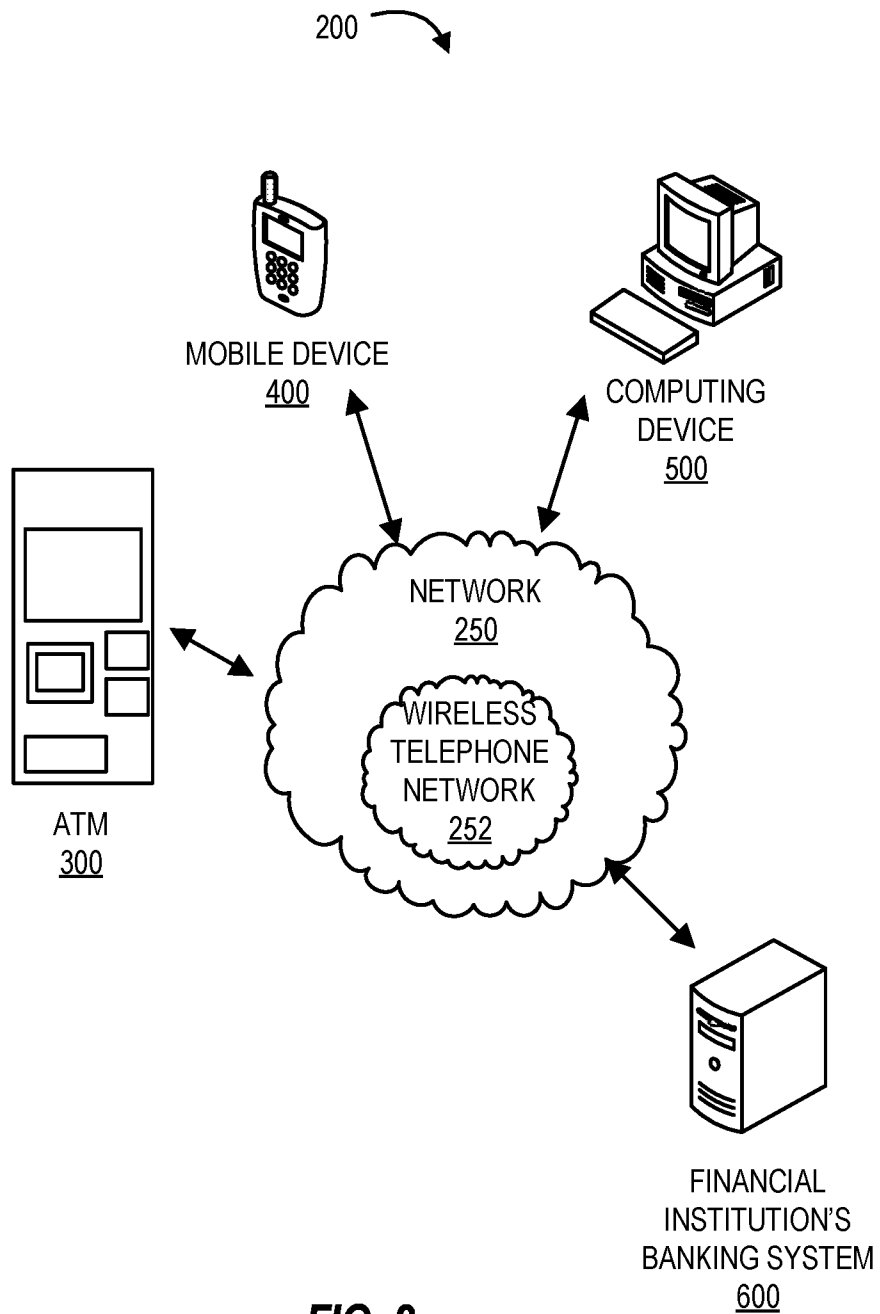 200
MOBILE DEVICE
400
COMPUTING
DEVICE
500
NETWORK
250
WIRELESS
TELEPHONE
NETWORK
252
ATM
300
FINANCIAL
INSTITUTION'S
BANKING SYSTEM
600
FIG.